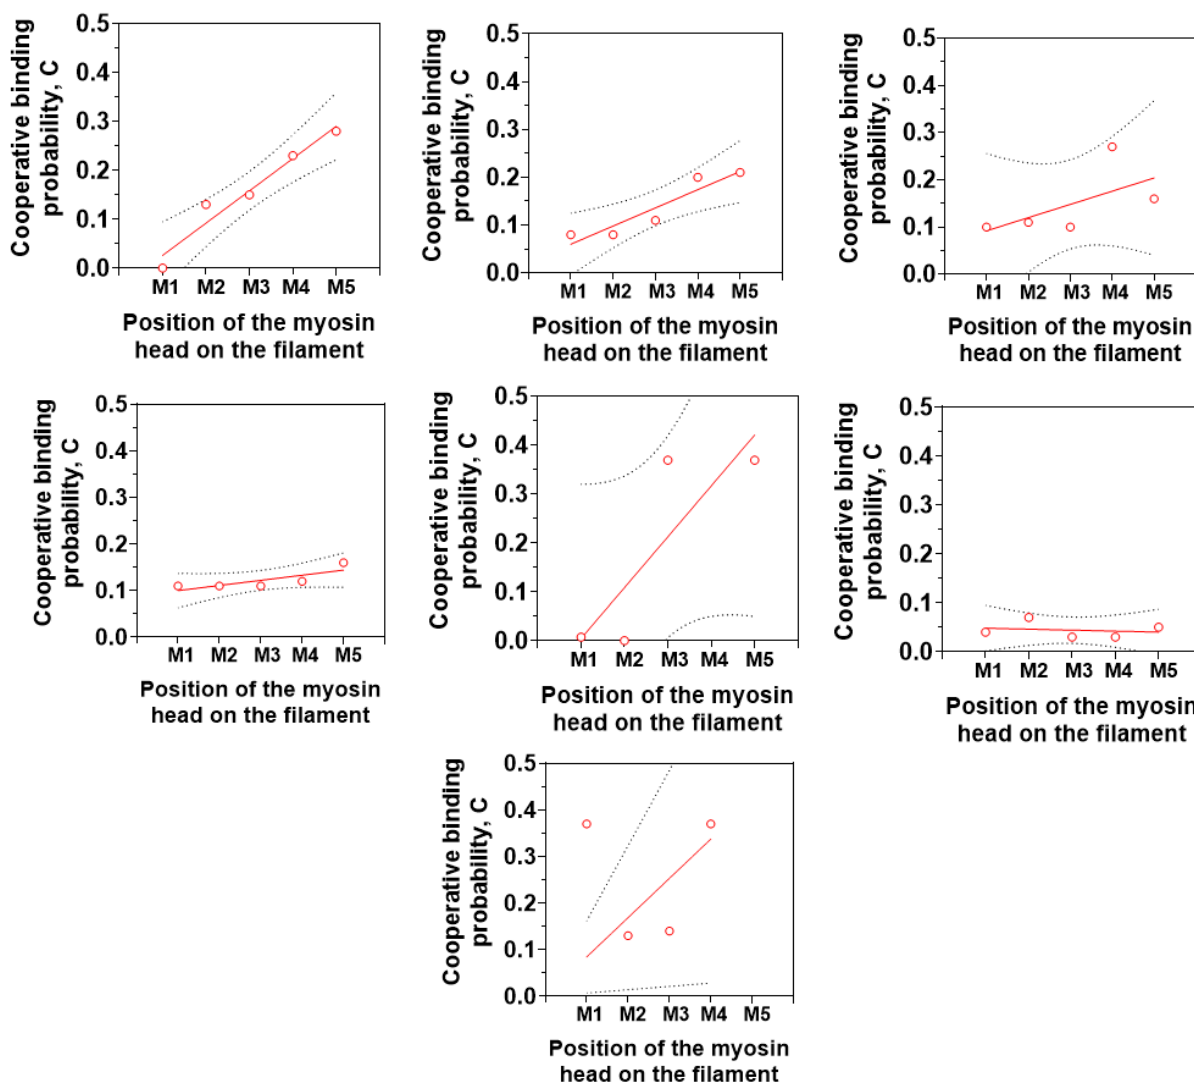 Cooperative binding
probability, C
0.5
0.4
0.3
0.2
0.1
0.0
M1 M2 M3 M4 M5
Position of the myosin
head on the filament
Cooperative binding
probability, C
0.5
0.4
0.3
0.2
0.1
0.0
M1 M2 M3 M4 M5
Position of the myosin
head on the filament
Cooperative binding
probability, C
0.5
0.4
0.3
0.2
0.1
0.0
M1 M2 M3 M4 M5
Position of the myosin
head on the filament
Cooperative binding
probability, C
0.5
0.4
0.3
0.2
0.1
0.0
M1 M2 M3 M4 M5
Position of the myosin
head on the filament
Cooperative binding
probability, C
0.5
0.4
0.3
0.2
0.1
0.0
M1 M2 M3 M4 M5
Position of the myosin
head on the filament
Cooperative binding
probability, C
0.5
0.4
0.3
0.2
0.1
0.0
M1 M2 M3 M4 M5
Position of the myosin
head on the filament
Cooperative binding
probability, C
0.5
0.4
0.3
0.2
0.1
0.0
M1 M2 M3 M4 M5
Position of the myosin
head on the filament